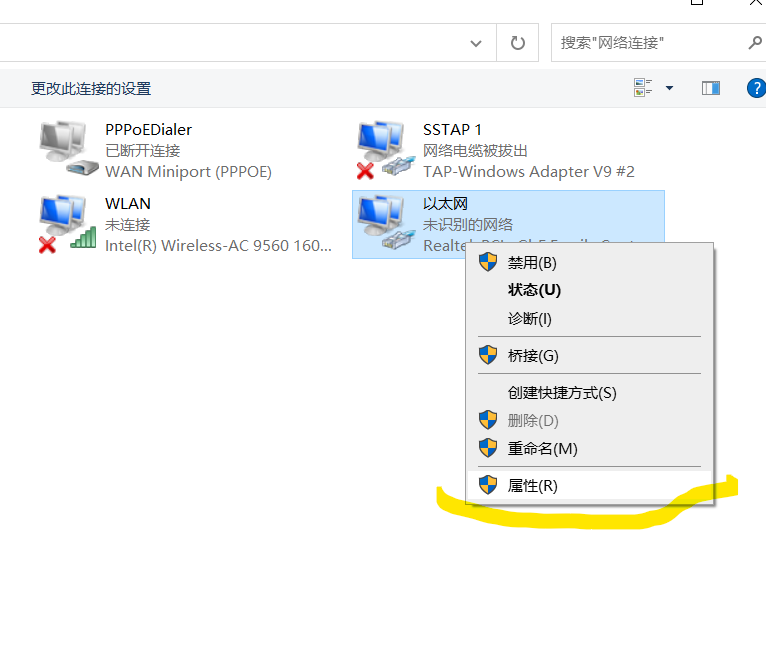 搜索"网络连接"
更改此连接的设置
PPPoEDialer
已断开连接
WAN Miniport (PPPOE)
SSTAP 1
网络电缆被拔出
TAP-Windows Adapter V9 #2
WLAN
未连接
Intel(R) Wireless-AC 9560 160...
以太网
未识别的网络
Realtek
禁用(B)
状态(U)
诊断(I)
桥接(G)
创建快捷方式(S)
删除(D)
重命名(M)
属性(R)